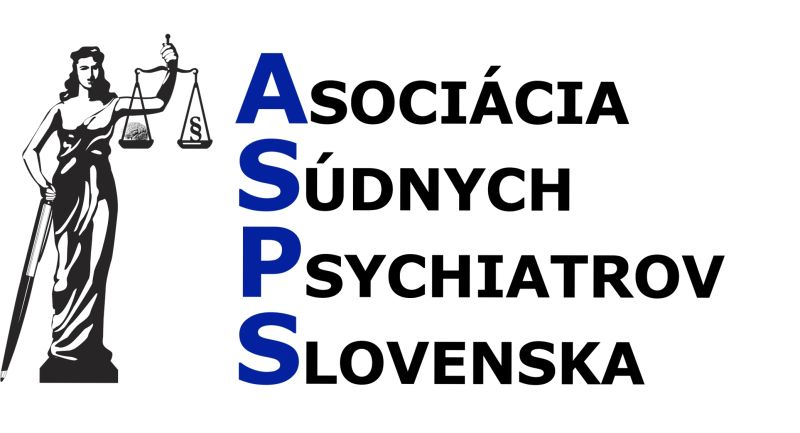 §
ASOCIÁCIA
SÚDNYCH
PSYCHIATROV
SLOVENSKA